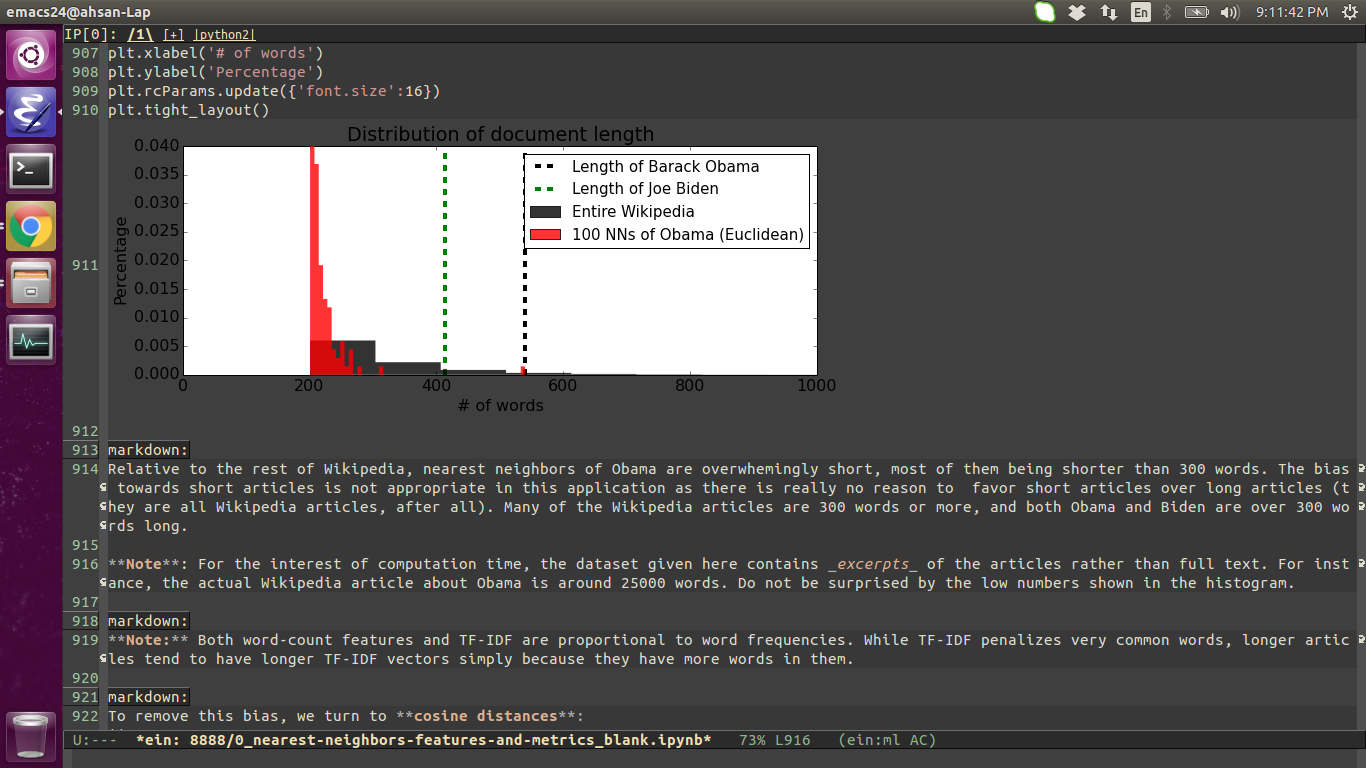 emacs24@ahsan-Lap
En
9:11:42 PM
IP[0]: /1\ [+] |python2|
907 plt.xlabel('# of words')
908 plt.ylabel('Percentage')
909 plt.rcParams.update({'font.size':16})
910 plt.tight_layout()
911
Distribution of document length
Percentage
0.040
0.035
0.030
0.025
0.020
0.015
0.010
0.005
0.000
Length of Barack Obama
Length of Joe Biden
Entire Wikipedia
100 NNs of Obama (Euclidean)
0 200 400 600 800 1000
# of words
912
913 markdown:
914 Relative to the rest of Wikipedia, nearest neighbors of Obama are overwhemingly short, most of them being shorter than 300 words. The bias
towards short articles is not appropriate in this application as there is really no reason to  favor short articles over long articles (t
hey are all Wikipedia articles, after all). Many of the Wikipedia articles are 300 words or more, and both Obama and Biden are over 300 wo
rds long.
915
916 **Note**: For the interest of computation time, the dataset given here contains _excerpts_ of the articles rather than full text. For inst
ance, the actual Wikipedia article about Obama is around 25000 words. Do not be surprised by the low numbers shown in the histogram.
917
918 markdown:
919 **Note:** Both word-count features and TF-IDF are proportional to word frequencies. While TF-IDF penalizes very common words, longer artic
les tend to have longer TF-IDF vectors simply because they have more words in them.
920
921 markdown:
922 To remove this bias, we turn to **cosine distances**:
U:--- *ein: 8888/0_nearest-neighbors-features-and-metrics_blank.ipynb* 73% L916 (ein:ml AC)